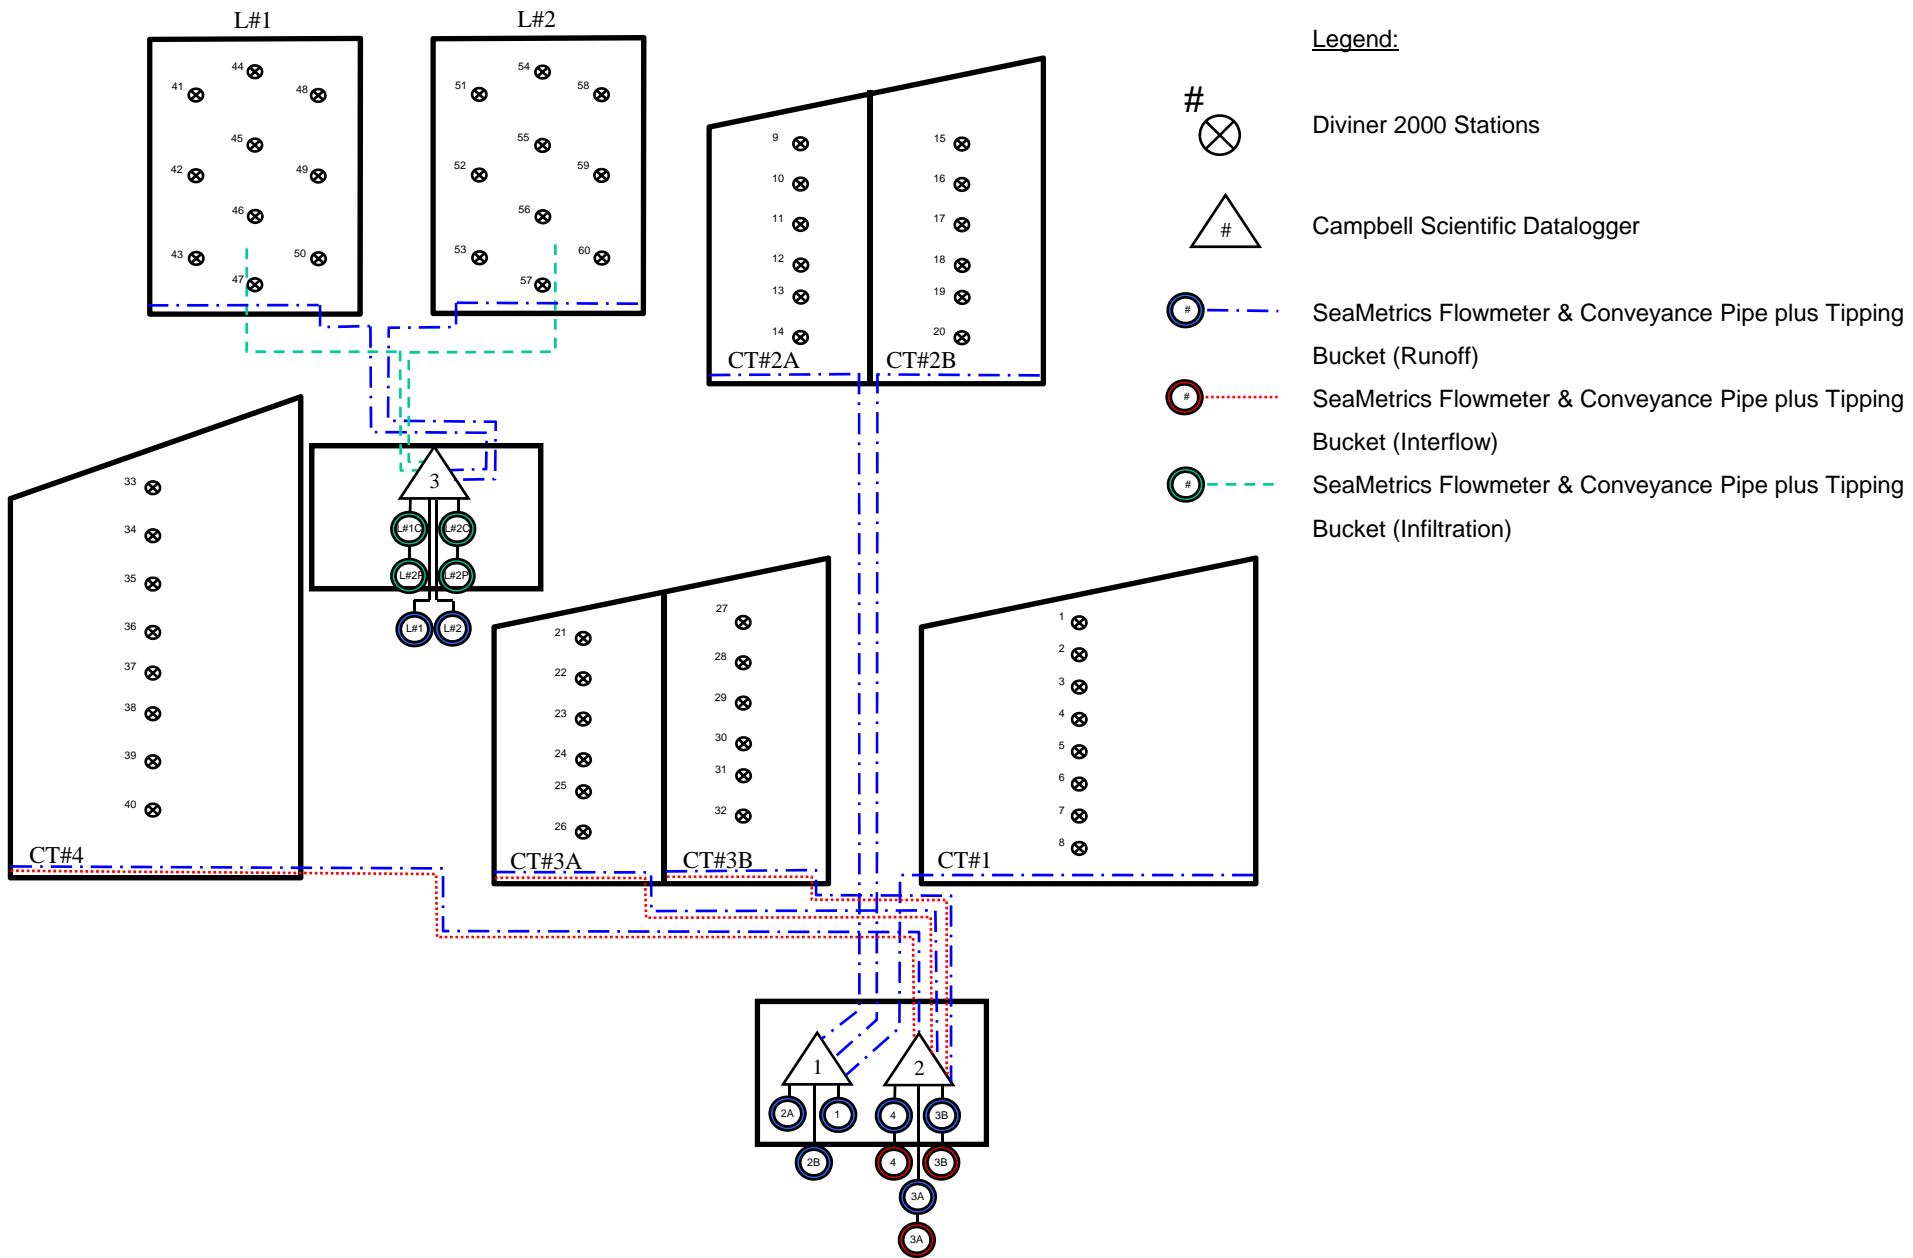 L#1
L#2
Legend:
44
41
48
45
42
49
46
43
50
47
54
51
58
55
52
59
56
53
60
57
9
10
11
12
13
14
CT#2A
15
16
17
18
19
20
CT#2B
#
Diviner 2000 Stations
#
Campbell Scientific Datalogger
#
SeaMetrics Flowmeter & Conveyance Pipe plus Tipping
Bucket (Runoff)
#
SeaMetrics Flowmeter & Conveyance Pipe plus Tipping
Bucket (Interflow)
#
SeaMetrics Flowmeter & Conveyance Pipe plus Tipping
Bucket (Infiltration)
33
34
35
36
37
38
39
40
CT#4
3
L#1C
L#2C
L#2P
L#2P
L#1
L#2
21
22
23
24
25
26
CT#3A
27
28
29
30
31
32
CT#3B
1
2
3
4
5
6
7
8
CT#1
1
2
2A
1
4
3B
2B
4
3B
3A
3A